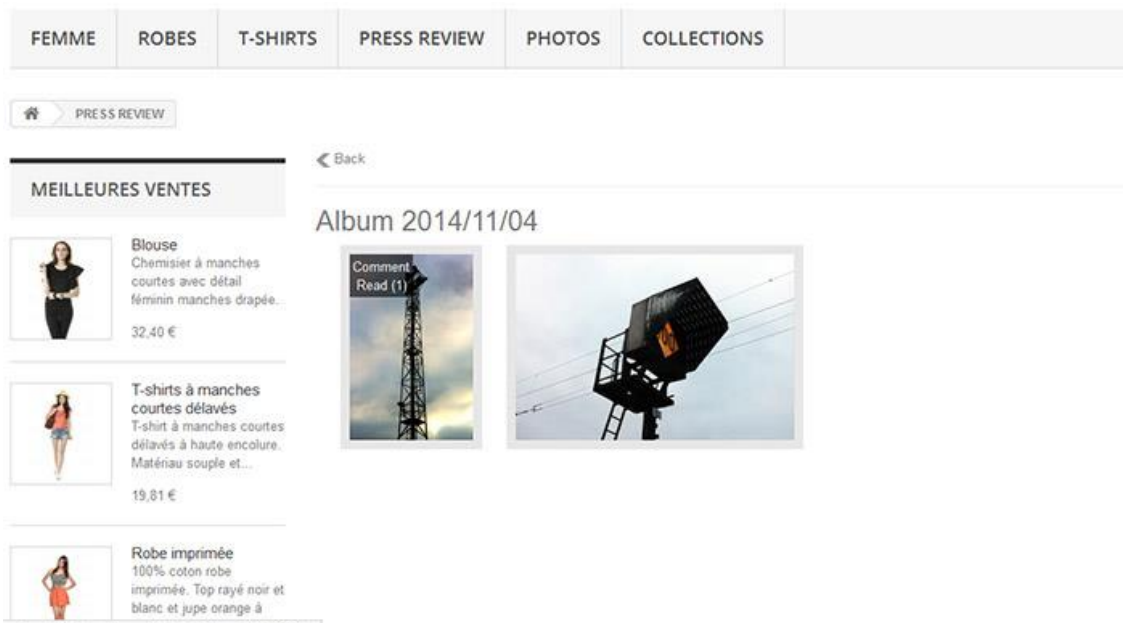 FEMME ROBES T-SHIRTS PRESS REVIEW PHOTOS COLLECTIONS
PRESS REVIEW
MEILLEURES VENTES
Blouse
Chemisier à manches
courtes avec détail
féminin manches drapée.
32,40 €
T-shirts à manches
courtes délavés
T-shirt à manches courtes
délavés à haute encolure.
Matériau souple et...
19,81 €
Robe imprimée
100% coton robe
imprimée. Top rayé noir et
blanc et jupe orange à
Back
Album 2014/11/04
Comment
Read (1)